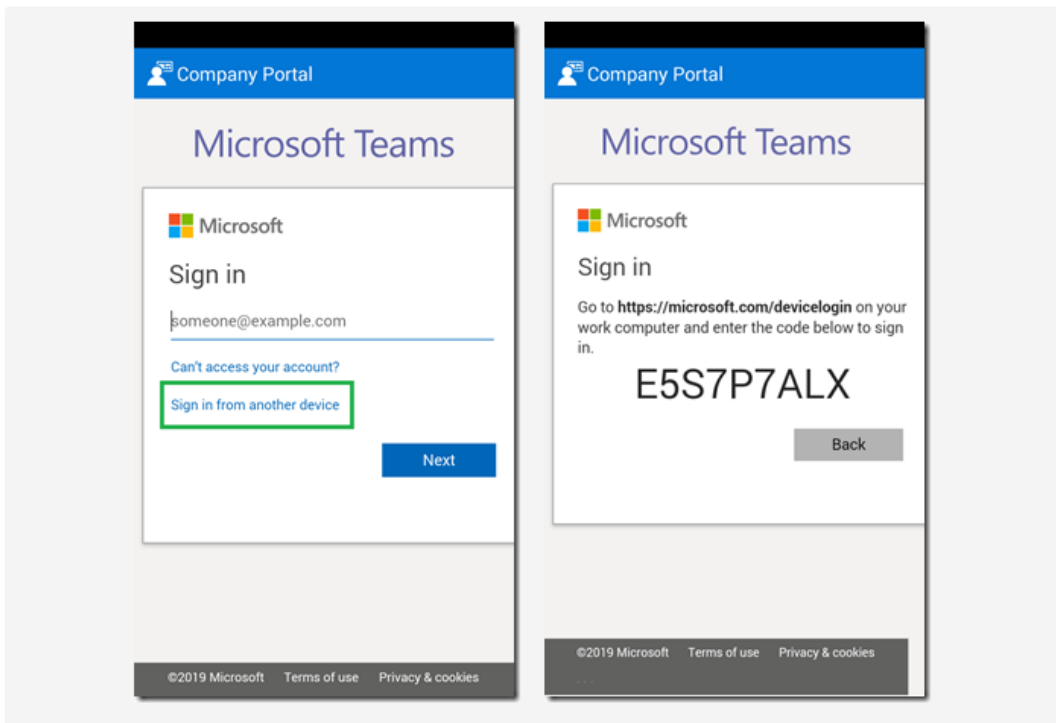 Company Portal
Microsoft Teams
Microsoft
Sign in
someone@example.com
Can't access your account?
Sign in from another device
Next
©2019 Microsoft Terms of use Privacy & cookies
Company Portal
Microsoft Teams
Microsoft
Sign in
Go to https://microsoft.com/devicelogin on your
work computer and enter the code below to sign
in.
E5S7P7ALX
Back
©2019 Microsoft Terms of use Privacy & cookies
...